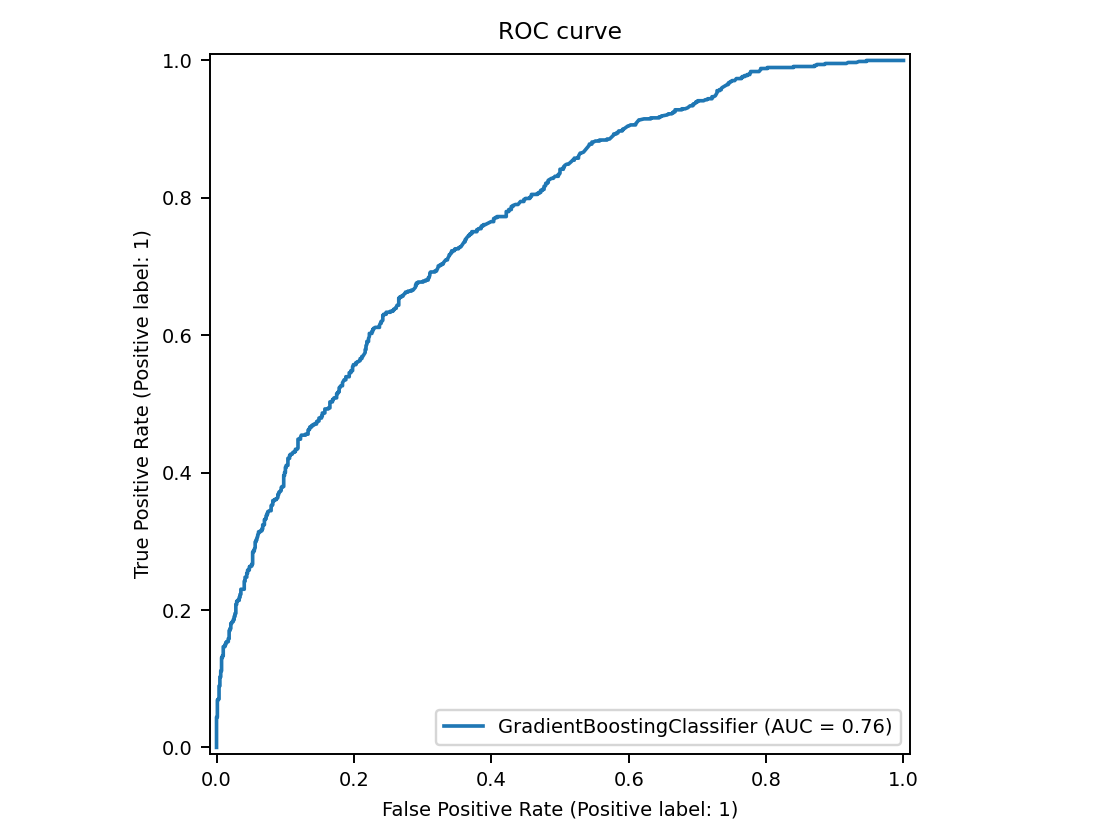 ROC curve
1.0
0.8
0.6
0.4
0.2
0.0
True Positive Rate (Positive label: 1)
GradientBoostingClassifier (AUC = 0.76)
0.0 0.2 0.4 0.6 0.8 1.0
False Positive Rate (Positive label: 1)